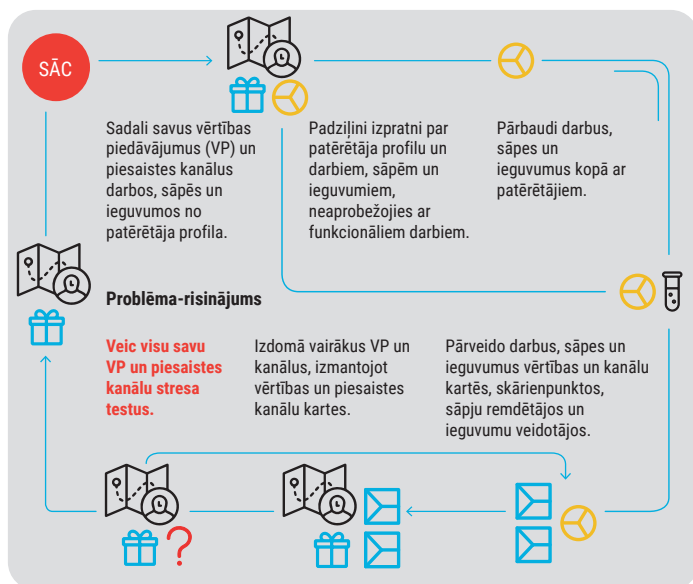 SĀC
Sadali savus vērtības
piedāvājumus (VP) un
piesaistes kanālus
darbos, sāpēs un
ieguvumos no
patērētāja profila.
Padziļini izpratni par
patērētāja profilu un
darbiem, sāpēm un
ieguvumiem,
neaprobežojies ar
funkcionāliem darbiem.
Pārbaudi darbus,
sāpes un
ieguvumus kopā ar
patērētājiem.
Problēma-risinājums
Veic visu savu
VP un piesaistes
kanālu stresa
testus.
Izdomā vairākus VP un
kanālus, izmantojot
vērtības un piesaistes
kanālu kartes.
Pārveido darbus, sāpes un
ieguvumus vērtības un kanālu
kartēs, skārienpunktos,
sāpju remdētājos un
ieguvumu veidotājos.
?